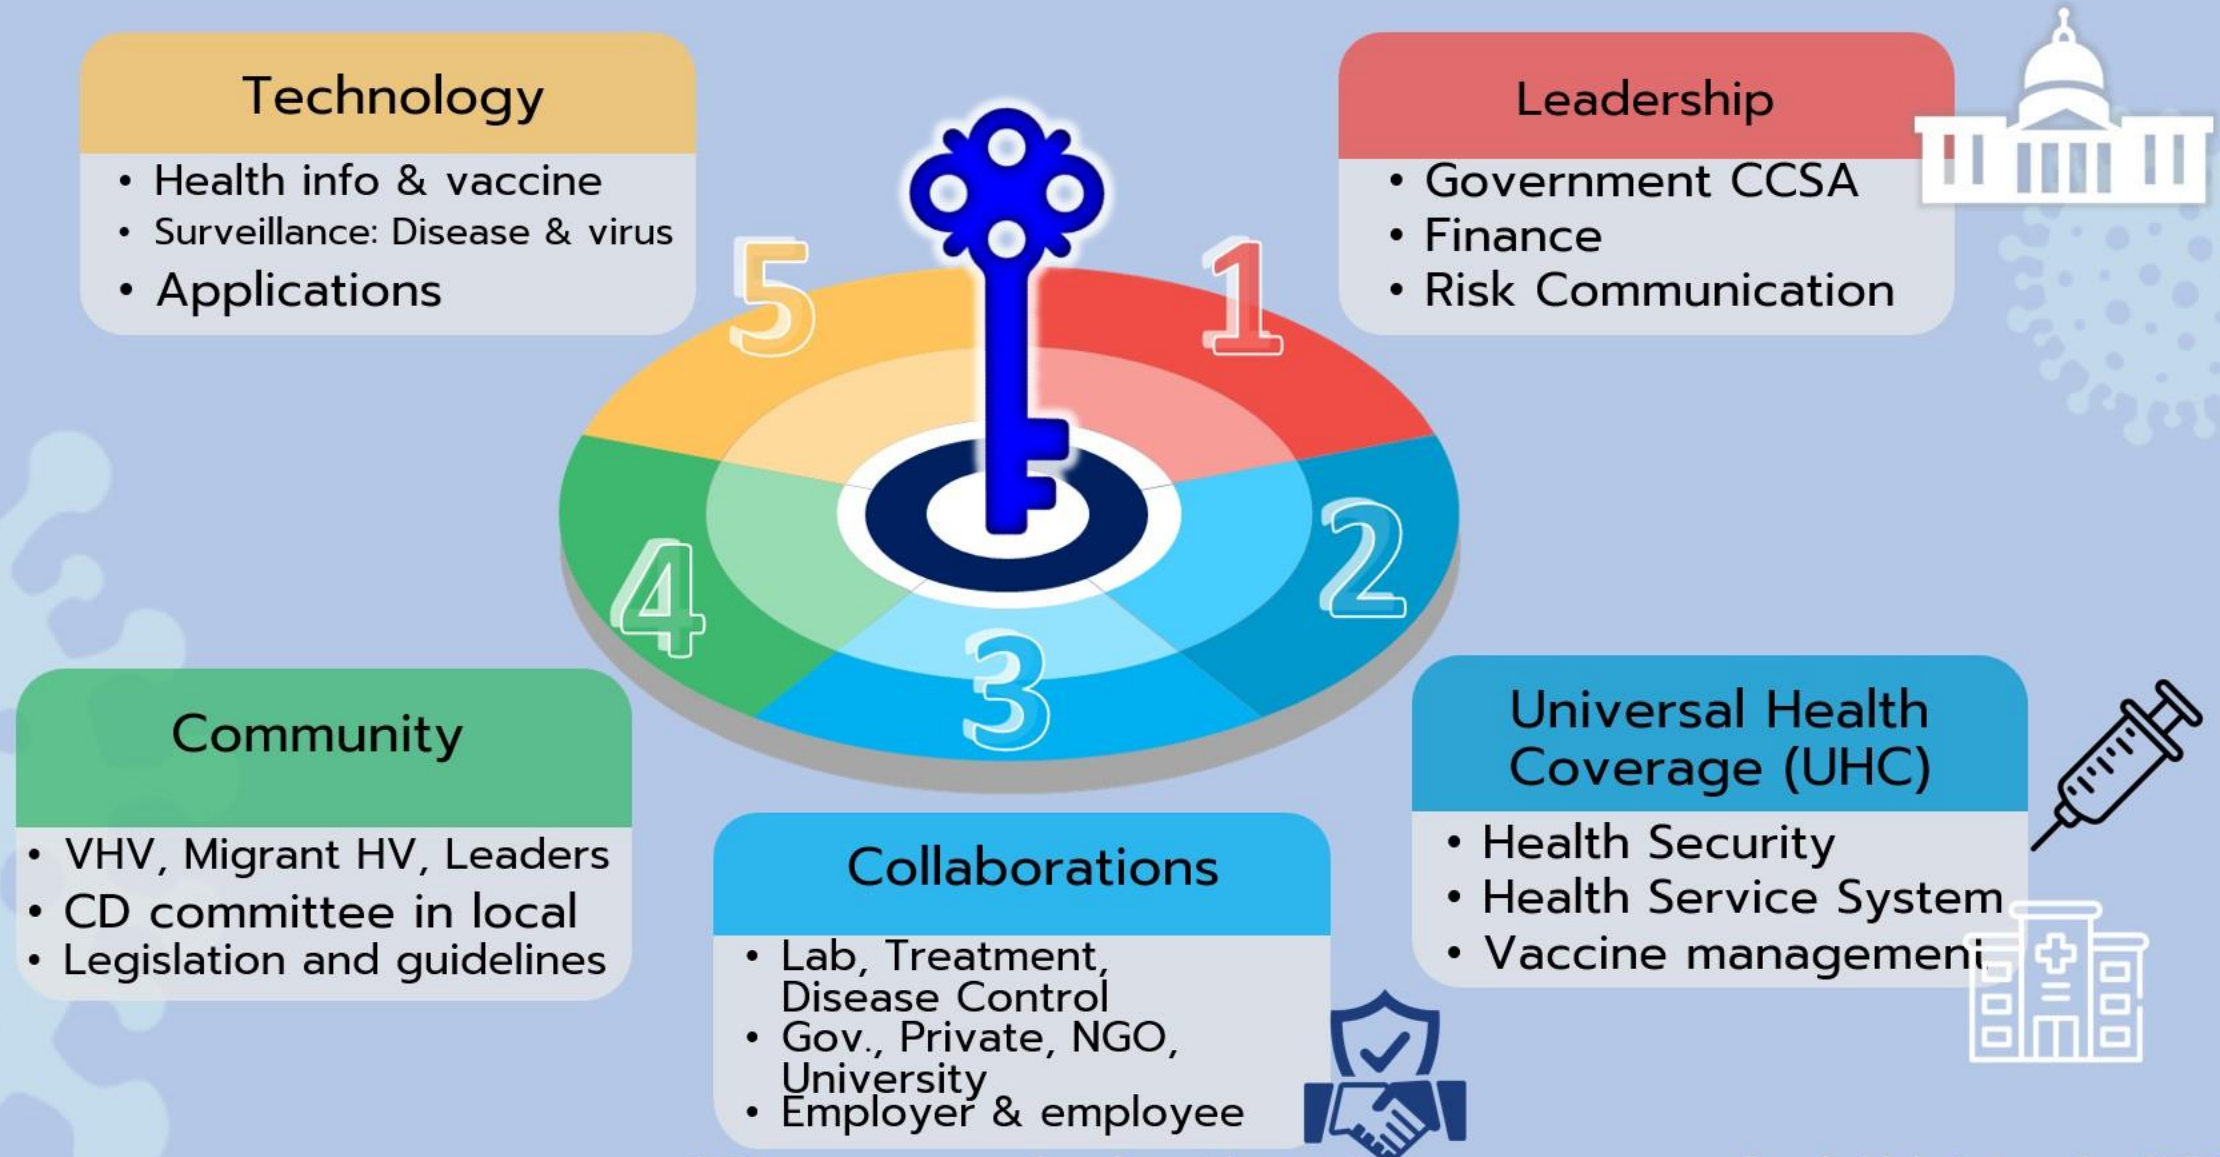 Technology
• Health info & vaccine
• Surveillance: Disease & virus
• Applications
5
1
Leadership
• Government CCSA
• Finance
• Risk Communication
2
Universal Health
Coverage (UHC)
• Health Security
• Health Service System
• Vaccine management
3
Collaborations
• Lab, Treatment,
Disease Control
• Gov., Private, NGO,
University
• Employer & employee
4
Community
• VHV, Migrant HV, Leaders
• CD committee in local
• Legislation and guidelines